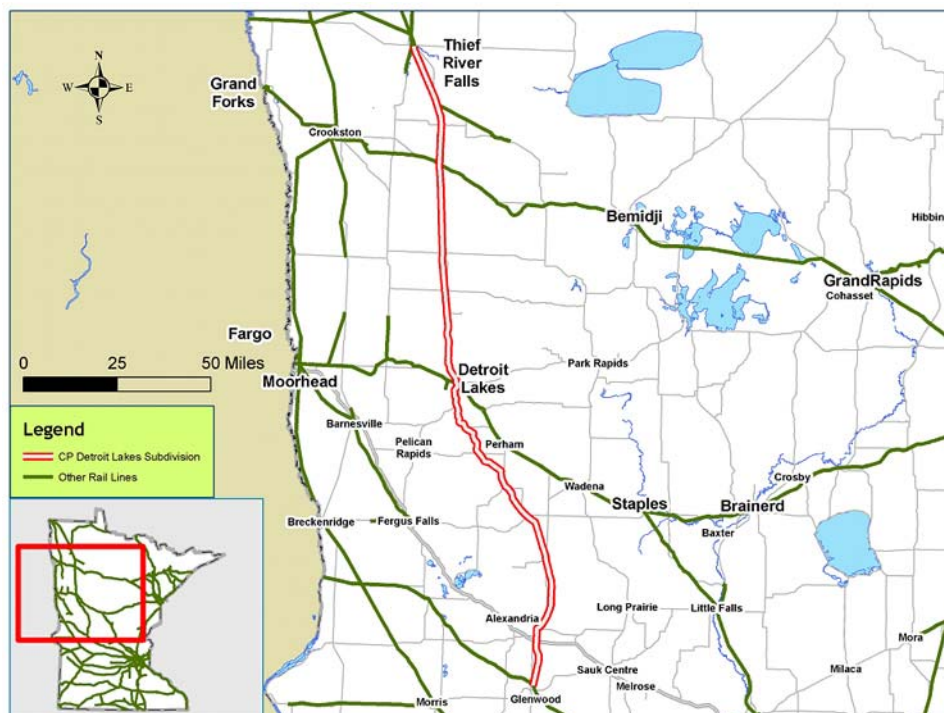 N
W E
S
Thief
River
Falls
Grand
Forks
Crookston
Bemidji
Hibbin
GrandRapids
Cohasset
Fargo
0 25 50 Miles
Moorhead
Detroit
Lakes
Park Rapids
Barnesville
Pelican
Rapids
Perham
Legend
CP Detroit Lakes Subdivision
Other Rail Lines
Wadena
Crosby
Staples
Brainerd
Baxter
Breckenridge
Fergus Falls
Alexandria
Long Prairie
Little Falls
Mora
Sauk Centre
Milaca
Melrose
Morris
Glenwood